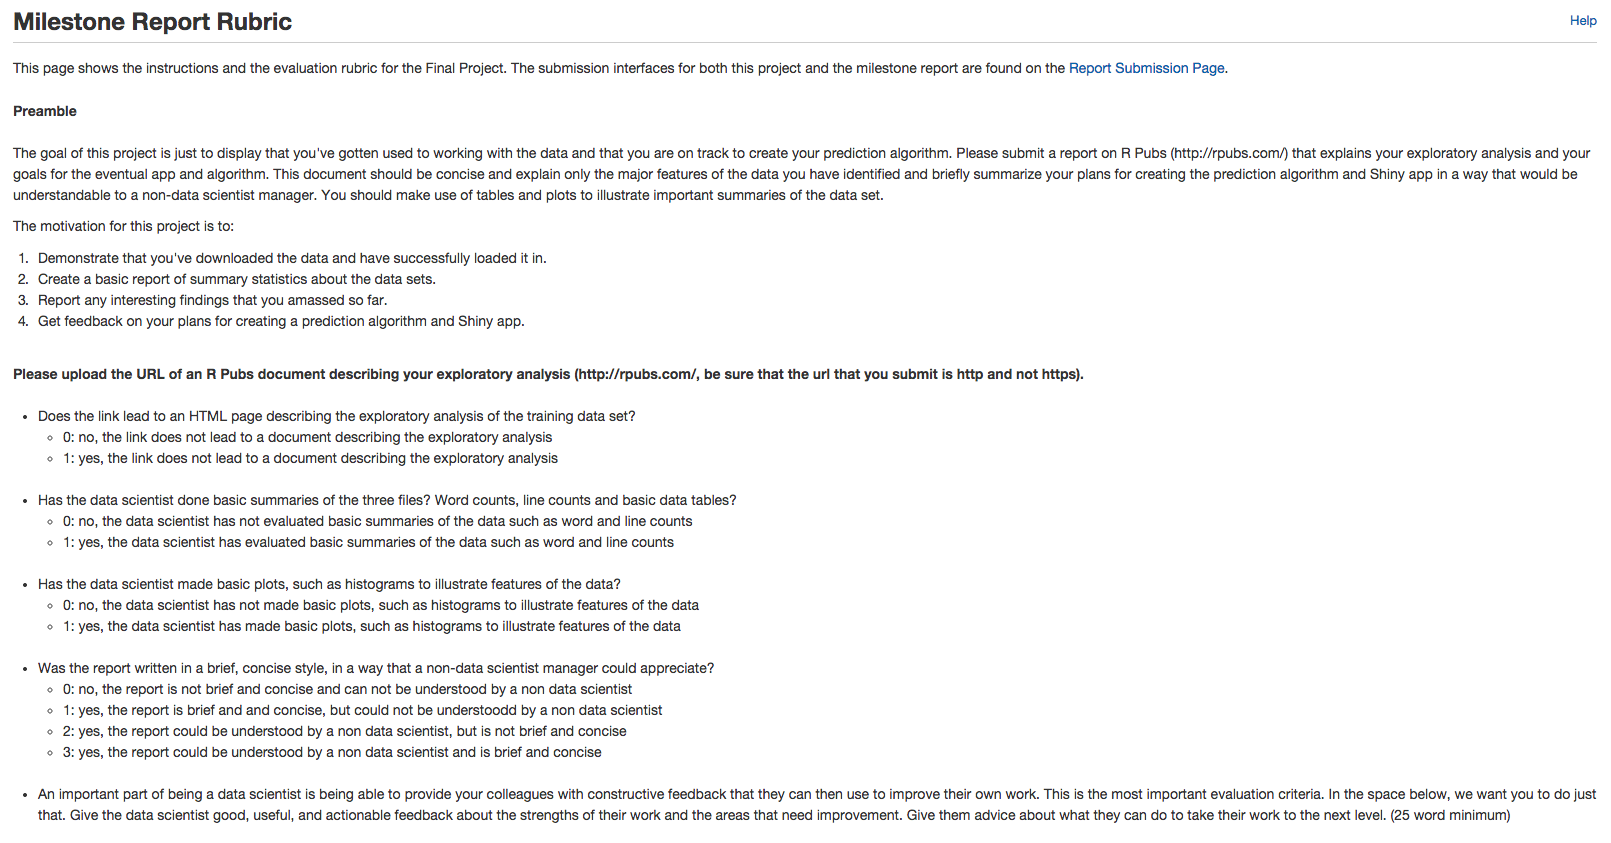 Milestone Report Rubric
Help
This page shows the instructions and the evaluation rubric for the Final Project. The submission interfaces for both this project and the milestone report are found on the Report Submission Page.
Preamble
The goal of this project is just to display that you've gotten used to working with the data and that you are on track to create your prediction algorithm. Please submit a report on R Pubs (http://rpubs.com/) that explains your exploratory analysis and your
goals for the eventual app and algorithm. This document should be concise and explain only the major features of the data you have identified and briefly summarize your plans for creating the prediction algorithm and Shiny app in a way that would be
understandable to a non-data scientist manager. You should make use of tables and plots to illustrate important summaries of the data set.
The motivation for this project is to:
1. Demonstrate that you've downloaded the data and have successfully loaded it in.
2. Create a basic report of summary statistics about the data sets.
3. Report any interesting findings that you amassed so far.
4. Get feedback on your plans for creating a prediction algorithm and Shiny app.
Please upload the URL of an R Pubs document describing your exploratory analysis (http://rpubs.com/, be sure that the url that you submit is http and not https).
• Does the link lead to an HTML page describing the exploratory analysis of the training data set?
◦ 0: no, the link does not lead to a document describing the exploratory analysis
◦ 1: yes, the link does not lead to a document describing the exploratory analysis
• Has the data scientist done basic summaries of the three files? Word counts, line counts and basic data tables?
◦ 0: no, the data scientist has not evaluated basic summaries of the data such as word and line counts
◦ 1: yes, the data scientist has evaluated basic summaries of the data such as word and line counts
• Has the data scientist made basic plots, such as histograms to illustrate features of the data?
◦ 0: no, the data scientist has not made basic plots, such as histograms to illustrate features of the data
◦ 1: yes, the data scientist has made basic plots, such as histograms to illustrate features of the data
• Was the report written in a brief, concise style, in a way that a non-data scientist manager could appreciate?
◦ 0: no, the report is not brief and concise and can not be understood by a non data scientist
◦ 1: yes, the report is brief and and concise, but could not be understoodd by a non data scientist
◦ 2: yes, the report could be understood by a non data scientist, but is not brief and concise
◦ 3: yes, the report could be understood by a non data scientist and is brief and concise
• An important part of being a data scientist is being able to provide your colleagues with constructive feedback that they can then use to improve their own work. This is the most important evaluation criteria. In the space below, we want you to do just
that. Give the data scientist good, useful, and actionable feedback about the strengths of their work and the areas that need improvement. Give them advice about what they can do to take their work to the next level. (25 word minimum)